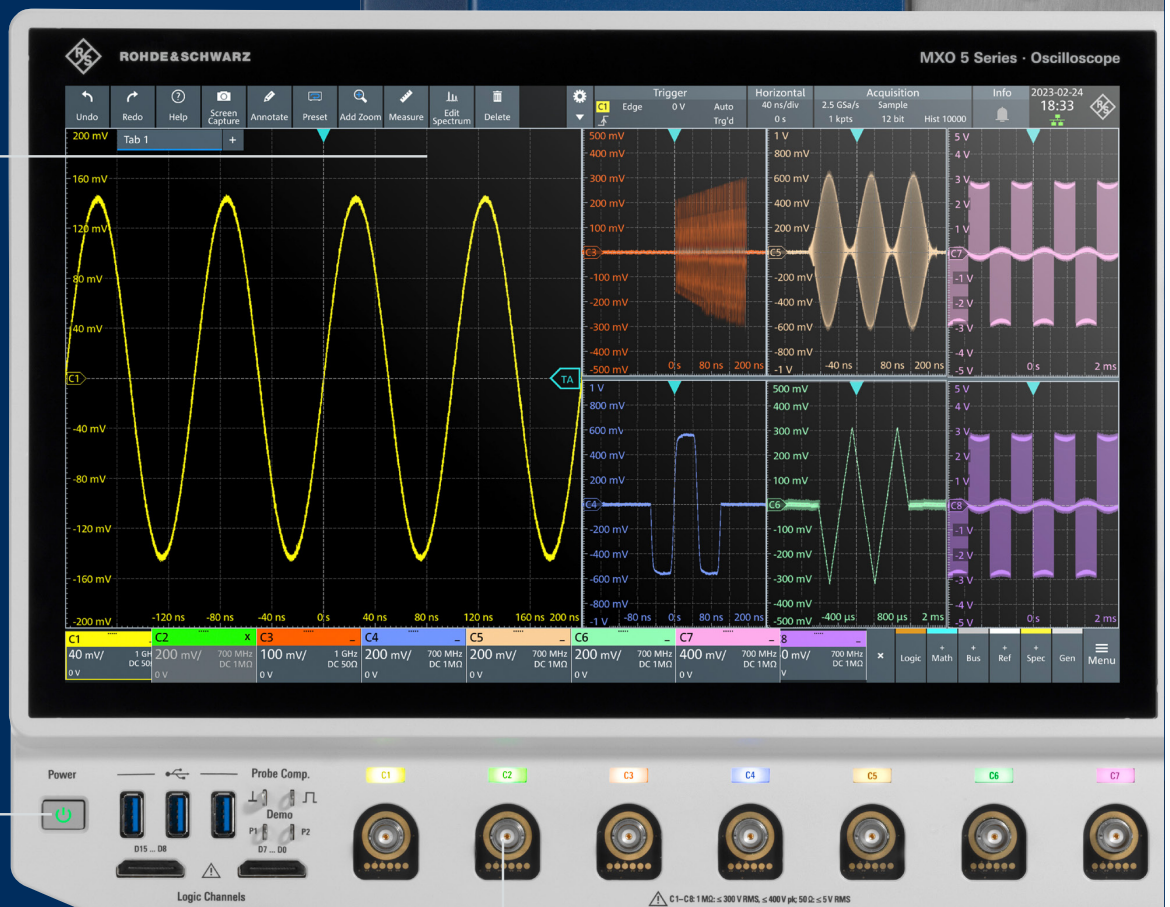 ROHDE&SCHWARZ
MXO 5 Series · Oscilloscope
Undo
Redo
Help
Screen Capture
Annotate
Preset
Add Zoom
Measure
Edit Spectrum
Delete
Trigger
C1 Edge 0 V Auto
Trig'd
Horizontal
40 ns/div
0 s
Acquisition
2.5 GSa/s Sample
1 kpts 12 bit Hist 10000
Info
2023-02-24
18:33
Tab 1 +
200 mV
160 mV
120 mV
80 mV
40 mV
C1
TA
-40 mV
-80 mV
-120 mV
-160 mV
-200 mV
-120 ns -80 ns -40 ns 0 s 40 ns 80 ns 120 ns 160 ns 200 ns
500 mV
400 mV
300 mV
200 mV
100 mV
C3
-100 mV
-200 mV
-300 mV
-400 mV
-500 mV
0 s 80 ns 200 ns
1 V
800 mV
600 mV
400 mV
200 mV
C5
-200 mV
-400 mV
-600 mV
-800 mV
-1 V
-40 ns 80 ns 200 ns
5 V
4 V
3 V
2 V
1 V
C7
-1 V
-2 V
-3 V
-4 V
-5 V
0 s 2 ms
1 V
800 mV
600 mV
400 mV
200 mV
C4
-200 mV
-400 mV
-600 mV
-800 mV
-1 V
-80 ns 0 s 80 ns 200 ns
500 mV
400 mV
300 mV
200 mV
100 mV
C6
-100 mV
-200 mV
-300 mV
-400 mV
-500 mV
-400 µs 800 µs 2 ms
5 V
4 V
3 V
2 V
1 V
C8
-1 V
-2 V
-3 V
-4 V
-5 V
0 s 2 ms
C1
40 mV/ 1 GH
DC 50
0 V
C2 x
200 mV/ 700 MHz
DC 1MΩ
0 V
C3
100 mV/ 1 GHz
DC 50Ω
0 V
C4
200 mV/ 700 MHz
DC 1MΩ
0 V
C5
200 mV/ 700 MHz
DC 1MΩ
0 V
C6
200 mV/ 700 MHz
DC 1MΩ
0 V
C7
400 mV/ 700 MHz
DC 1MΩ
0 V
8
0 mV/ 700 MHz
DC 1MΩ
V
Logic
+ Math
+ Bus
+ Ref
+ Spec
Gen
Menu
Power
Probe Comp.
Demo
P1 P2
D15 ... D8
D7 ... D0
Logic Channels
C1
C2
C3
C4
C5
C6
C7
C1–C8: 1 MΩ: ≤ 300 V RMS, ≤ 400 V pk; 50 Ω: ≤ 5 V RMS